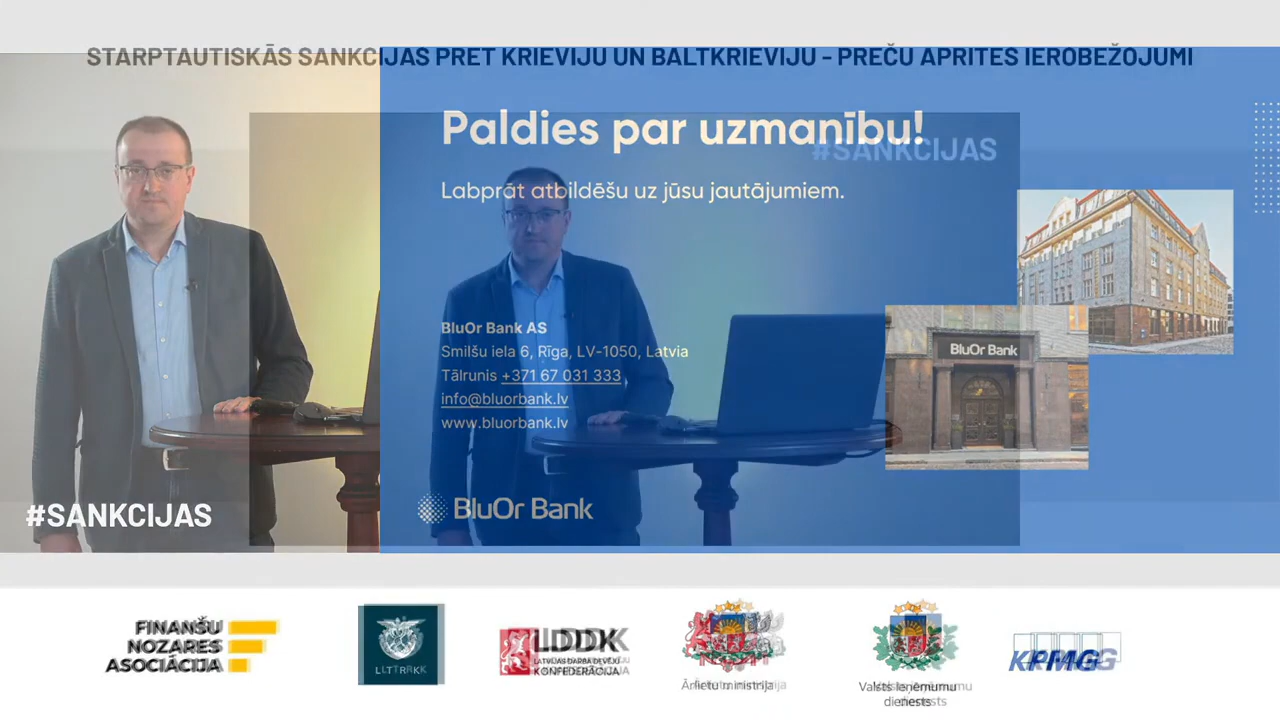 STARPTAUTISKĀS SANKCIJAS PRET KRIEVIJU UN BALTKRIEVIJU - PREČU APRITES IEROBEŽOJUMI
Paldies par uzmanību!
#SANKCIJAS
Labprāt atbildēšu uz jūsu jautājumiem.
BluOr Bank AS
Smilšu iela 6, Rīga, LV-1050, Latvia
Tālrunis +371 67 031 333
info@bluorbank.lv
www.bluorbank.lv
BluOr Bank
BluOr Bank
#SANKCIJAS
FINANŠU
NOZARES
ASOCIĀCIJA
LTRK
LDDK
LATVIJAS DARBA DEVĒJU
KONFEDERĀCIJA
Ārlietu ministrija
Valsts ieņēmumu
dienests
KPMG